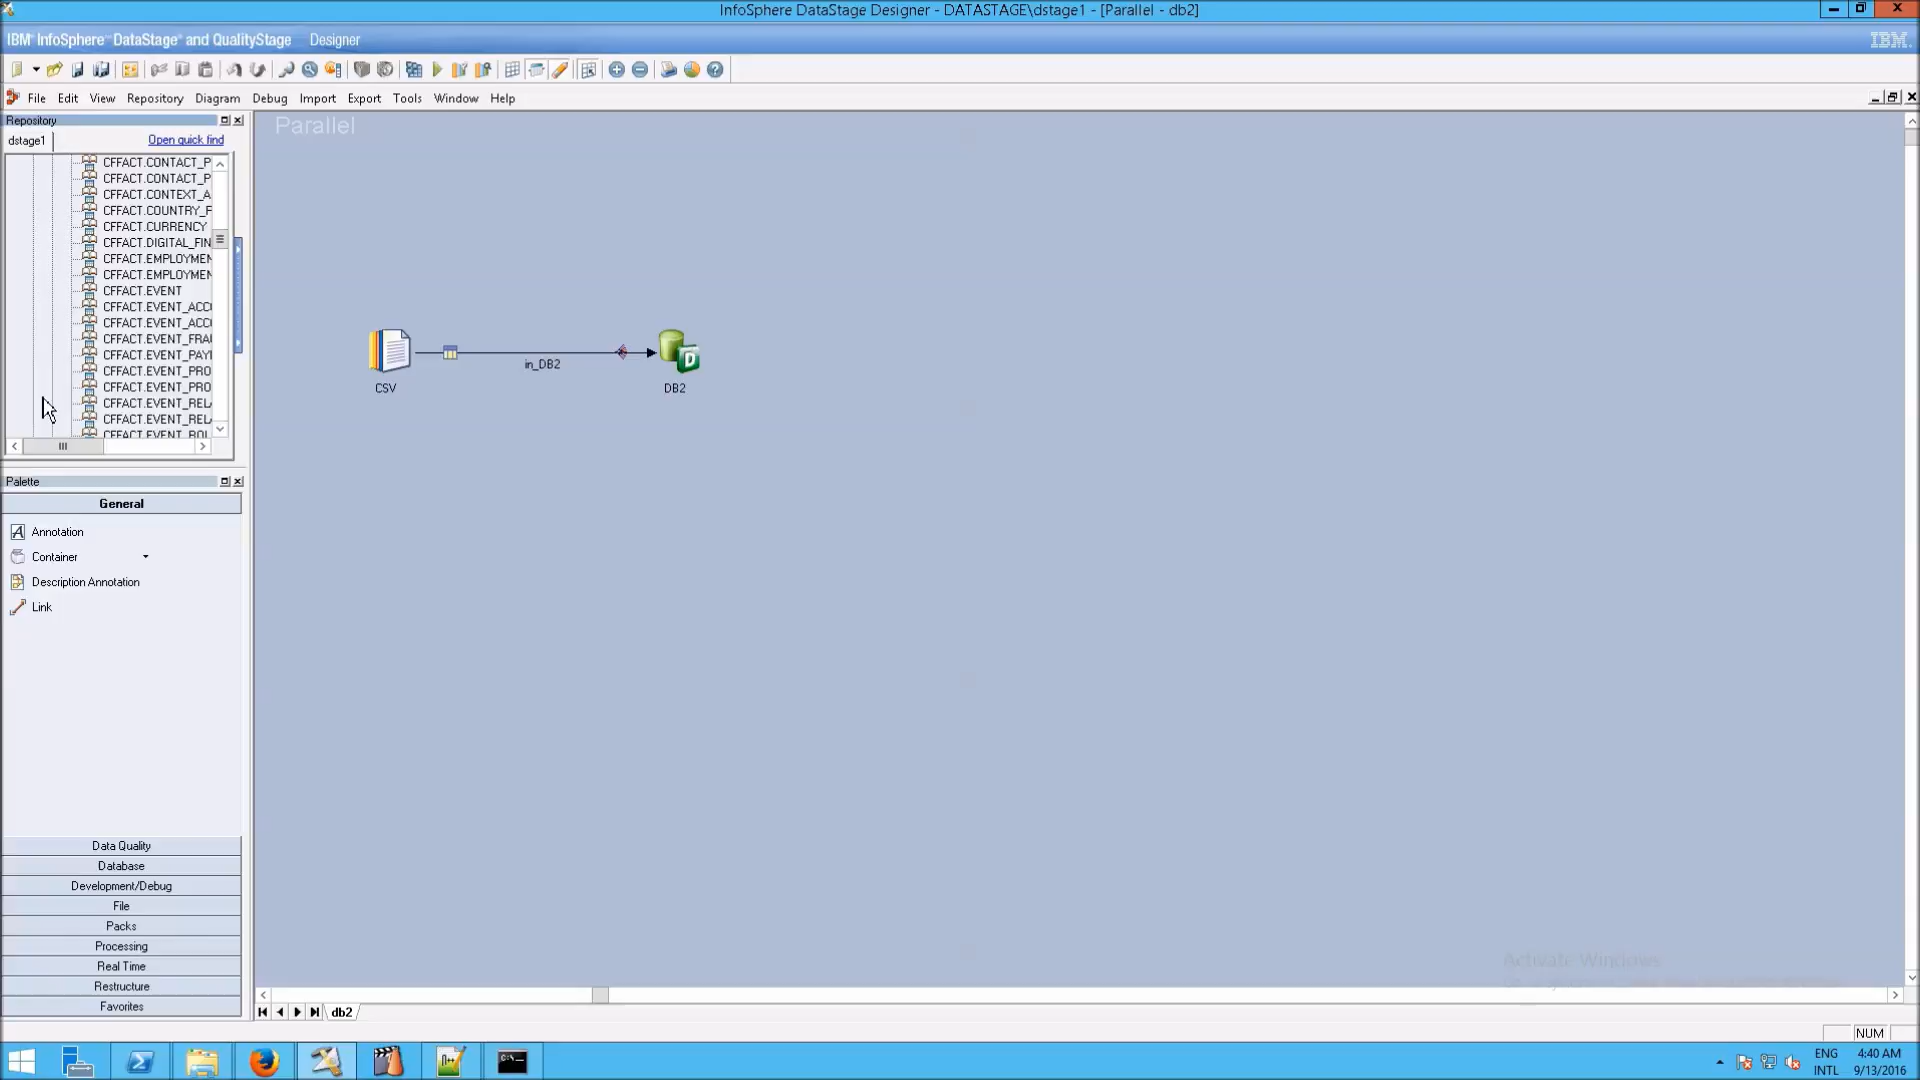 InfoSphere DataStage Designer - DATASTAGE\dstage1 - [Parallel - db2]
IBM® InfoSphere™ DataStage® and QualityStage Designer
IBM
File Edit View Repository Diagram Debug Import Export Tools Window Help
Repository
Parallel
dstage1 Open quick find
CFFACT.CONTACT_P
CFFACT.CONTACT_P
CFFACT.CONTEXT_A
CFFACT.COUNTRY_F
CFFACT.CURRENCY
CFFACT.DIGITAL_FIN
CFFACT.EMPLOYMEN
CFFACT.EMPLOYMEN
CFFACT.EVENT
CFFACT.EVENT_ACC
CFFACT.EVENT_ACC
CFFACT.EVENT_FRA
CFFACT.EVENT_PAY
CFFACT.EVENT_PRO
CFFACT.EVENT_PRO
CFFACT.EVENT_REL
CFFACT.EVENT_REL
CFFACT.EVENT_ROL
in_DB2
CSV
DB2
D
Palette
General
Annotation
Container
Description Annotation
Link
Data Quality
Database
Development/Debug
File
Packs
Processing
Real Time
Restructure
Favorites
Activate Windows
db2
NUM
ENG
INTL
4:40 AM
9/13/2016